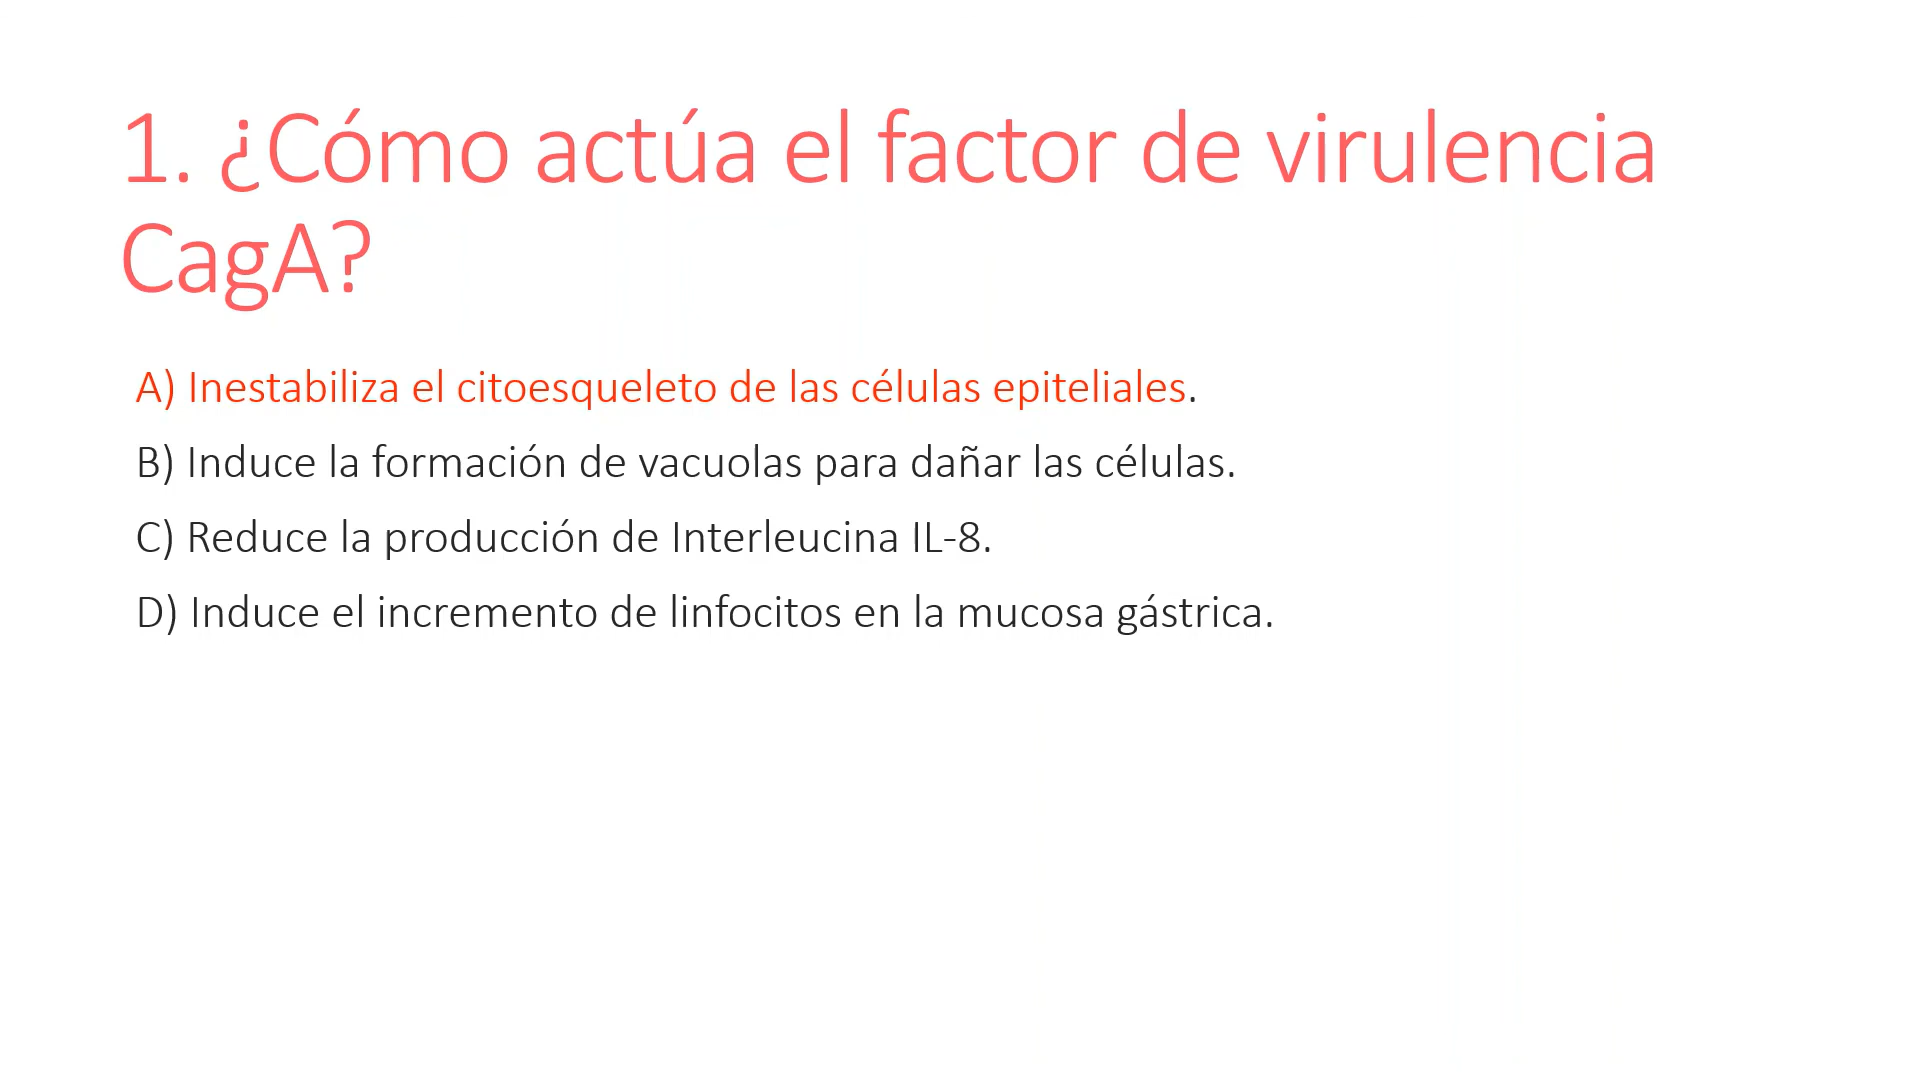 1. ¿Cómo actúa el factor de virulencia
CagA?
A) Inestabiliza el citoesqueleto de las células epiteliales.
B) Induce la formación de vacuolas para dañar las células.
C) Reduce la producción de Interleucina IL-8.
D) Induce el incremento de linfocitos en la mucosa gástrica.